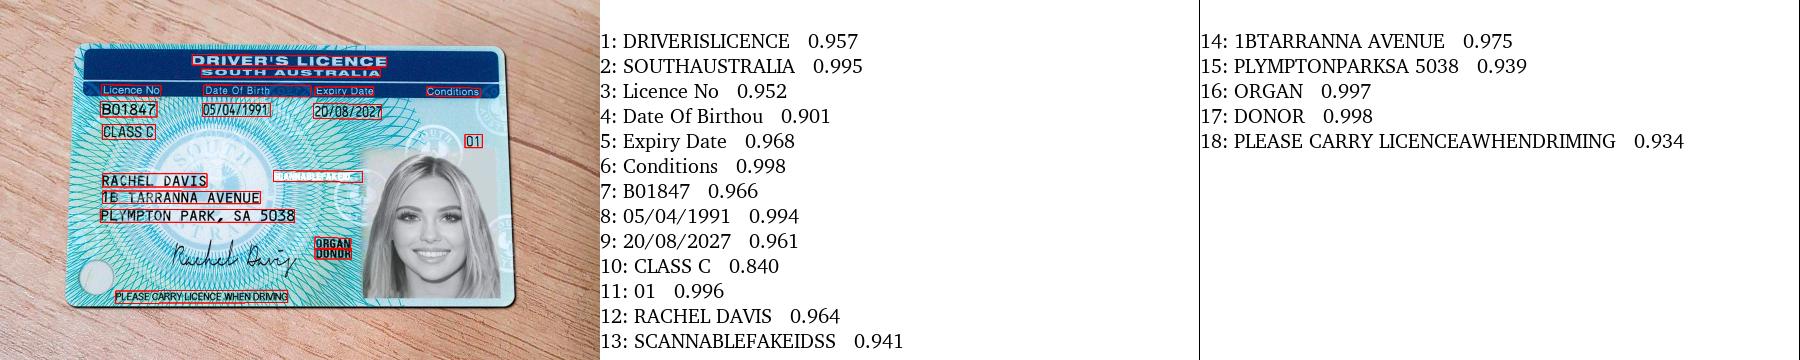 DRIVER'S LICENCE
SOUTH AUSTRALIA
Licence No Date Of Birth Expiry Date Conditions
B01847 05/04/1991 20/08/2027
CLASS C
01
RACHEL DAVIS
1B TARRANNA AVENUE
PLYMPTON PARK, SA 5038
Rachel Davis
ORGAN
DONOR
PLEASE CARRY LICENCE WHEN DRIVING
SOUTH
1: DRIVERISLICENCE 0.957
2: SOUTHAUSTRALIA 0.995
3: Licence No 0.952
4: Date Of Birthou 0.901
5: Expiry Date 0.968
6: Conditions 0.998
7: B01847 0.966
8: 05/04/1991 0.994
9: 20/08/2027 0.961
10: CLASS C 0.840
11: 01 0.996
12: RACHEL DAVIS 0.964
13: SCANNABLEFAKEIDSS 0.941
14: 1BTARRANNA AVENUE 0.975
15: PLYMPTONPARKSA 5038 0.939
16: ORGAN 0.997
17: DONOR 0.998
18: PLEASE CARRY LICENCEAWHENDRIMING 0.934